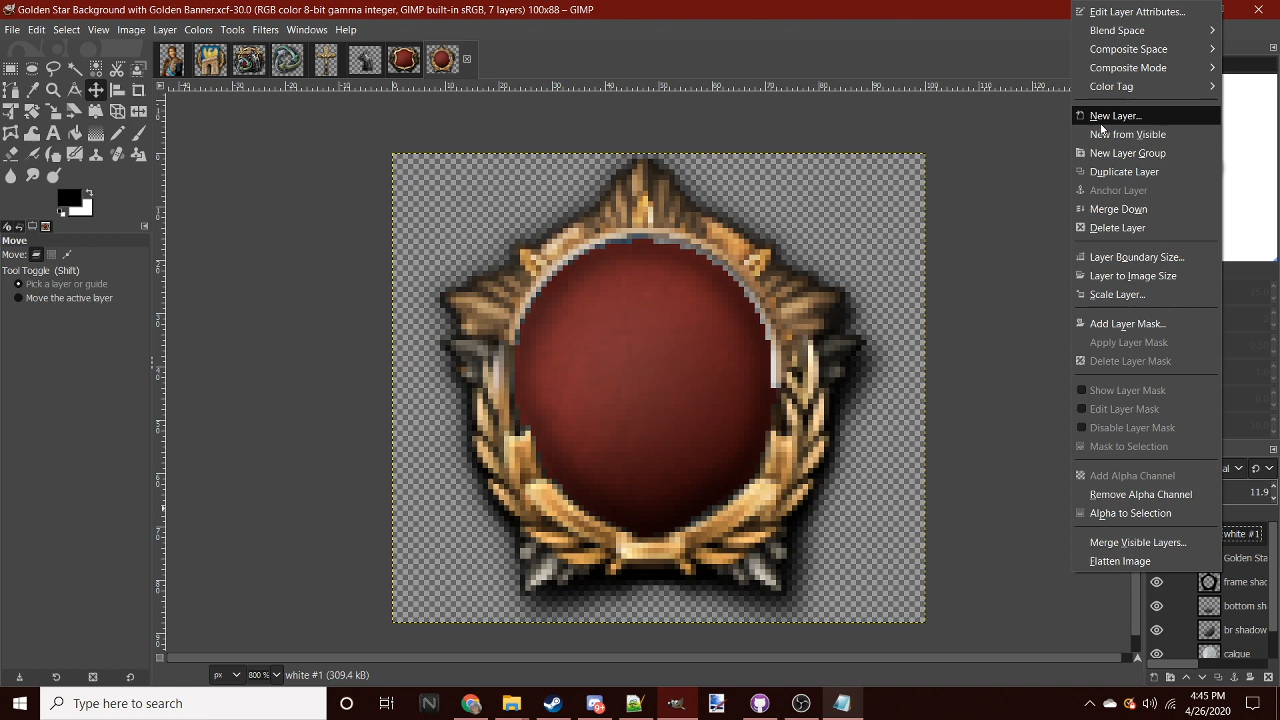 Golden Star Background with Golden Banner.xcf-30.0 (RGB color 8-bit gamma integer, GIMP built-in sRGB, 7 layers) 100x88 – GIMP
File Edit Select View Image Layer Colors Tools Filters Windows Help
Move
Move:
Tool Toggle (Shift)
Pick a layer or guide
Move the active layer
Edit Layer Attributes...
Blend Space
Composite Space
Composite Mode
Color Tag
New Layer...
New from Visible
New Layer Group
Duplicate Layer
Anchor Layer
Merge Down
Delete Layer
Layer Boundary Size...
Layer to Image Size
Scale Layer...
Add Layer Mask...
Apply Layer Mask
Delete Layer Mask
Show Layer Mask
Edit Layer Mask
Disable Layer Mask
Mask to Selection
Add Alpha Channel
Remove Alpha Channel
Alpha to Selection
Merge Visible Layers...
Flatten Image
11.9
white #1
Golden Sta
frame shac
bottom sh
br shadow
calque
px 800 % white #1 (309.4 kB)
Type here to search
4:45 PM
4/26/2020